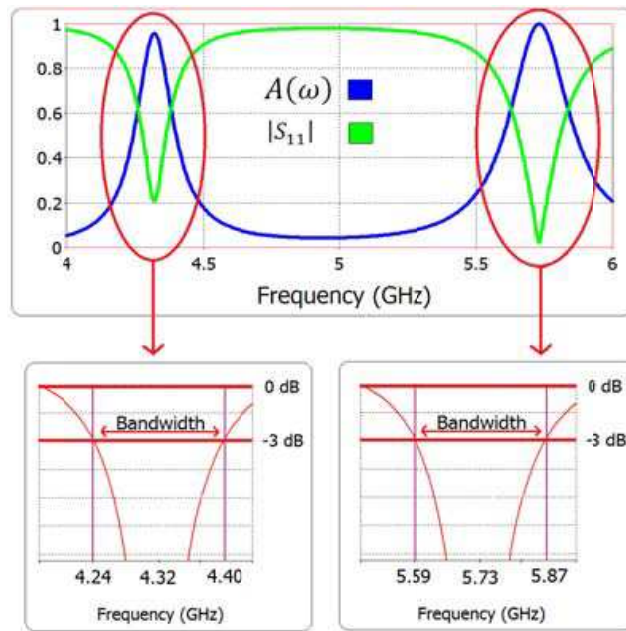 1
0.8
0.6
0.4
0.2
0
A(ω)
|S₁₁|
4 4.5 5 5.5 6
Frequency (GHz)
0 dB
Bandwidth
-3 dB
4.24 4.32 4.40
Frequency (GHz)
0 dB
Bandwidth
-3 dB
5.59 5.73 5.87
Frequency (GHz)